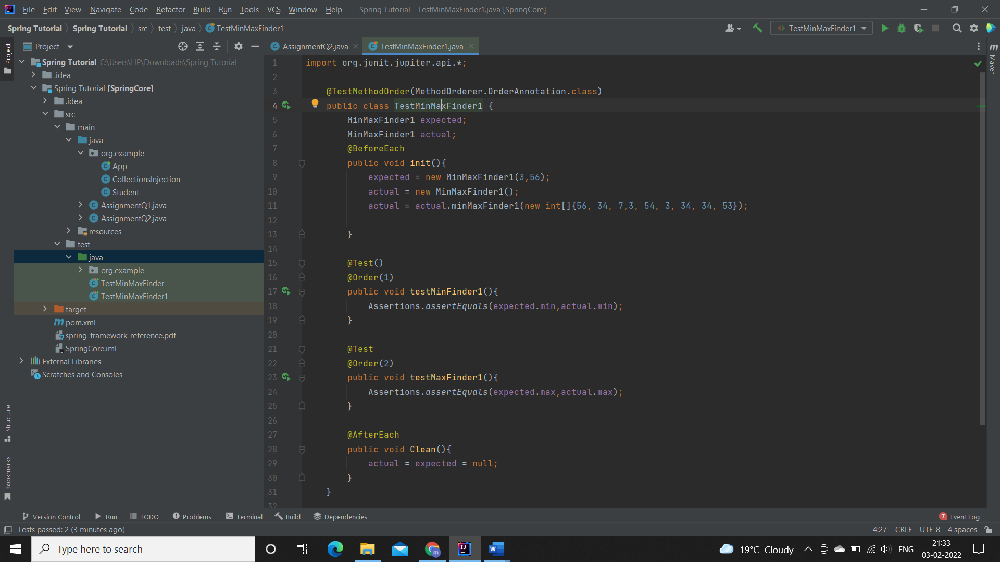 File Edit View Navigate Code Refactor Build Run Tools VCS Window Help Spring Tutorial - TestMinMaxFinder1.java [SpringCore]
Spring Tutorial Spring Tutorial src test java TestMinMaxFinder1
TestMinMaxFinder1
Project
Project
AssignmentQ2.java
TestMinMaxFinder1.java
Maven
Spring Tutorial C:\Users\HP\Downloads\Spring Tutorial
.idea
Spring Tutorial [SpringCore]
.idea
src
main
java
org.example
App
CollectionsInjection
Student
AssignmentQ1.java
AssignmentQ2.java
resources
test
java
org.example
TestMinMaxFinder
TestMinMaxFinder1
target
pom.xml
spring-framework-reference.pdf
SpringCore.iml
External Libraries
Scratches and Consoles
Structure
Bookmarks
1 import org.junit.jupiter.api.*;
2
3 @TestMethodOrder(MethodOrderer.OrderAnnotation.class)
4 public class TestMinMaxFinder1 {
5 MinMaxFinder1 expected;
6 MinMaxFinder1 actual;
7 @BeforeEach
8 public void init(){
9 expected = new MinMaxFinder1(3,56);
10 actual = new MinMaxFinder1();
11 actual = actual.minMaxFinder1(new int[]{56, 34, 7,3, 54, 3, 34, 34, 53});
12
13 }
14
15 @Test()
16 @Order(1)
17 public void testMinFinder1(){
18 Assertions.assertEquals(expected.min,actual.min);
19 }
20
21 @Test
22 @Order(2)
23 public void testMaxFinder1(){
24 Assertions.assertEquals(expected.max,actual.max);
25 }
26
27 @AfterEach
28 public void Clean(){
29 actual = expected = null;
30 }
31 }
32
Version Control Run TODO Problems Terminal Build Dependencies 7 Event Log
Tests passed: 2 (3 minutes ago) 4:27 CRLF UTF-8 4 spaces
Type here to search
19°C Cloudy
ENG
21:33
03-02-2022